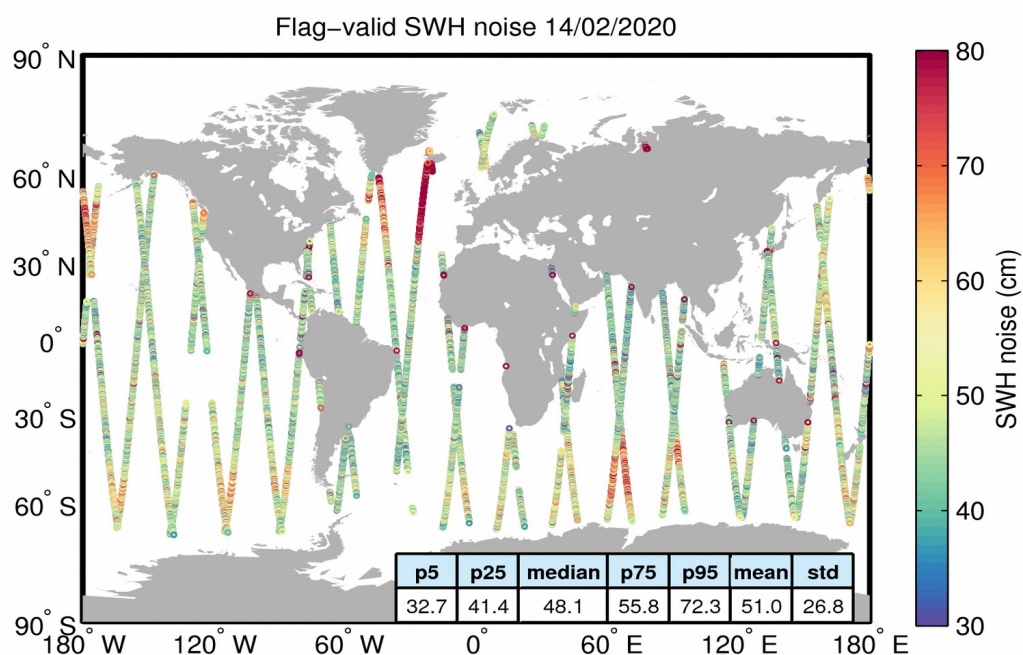 Flag−valid SWH noise 14/02/2020
90° N
60° N
30° N
0°
30° S
60° S
90° S
180° W
120° W
60° W
0°
60° E
120° E
180° E
p5 p25 median p75 p95 mean std
32.7 41.4 48.1 55.8 72.3 51.0 26.8
80
70
60
50
40
30
SWH noise (cm)